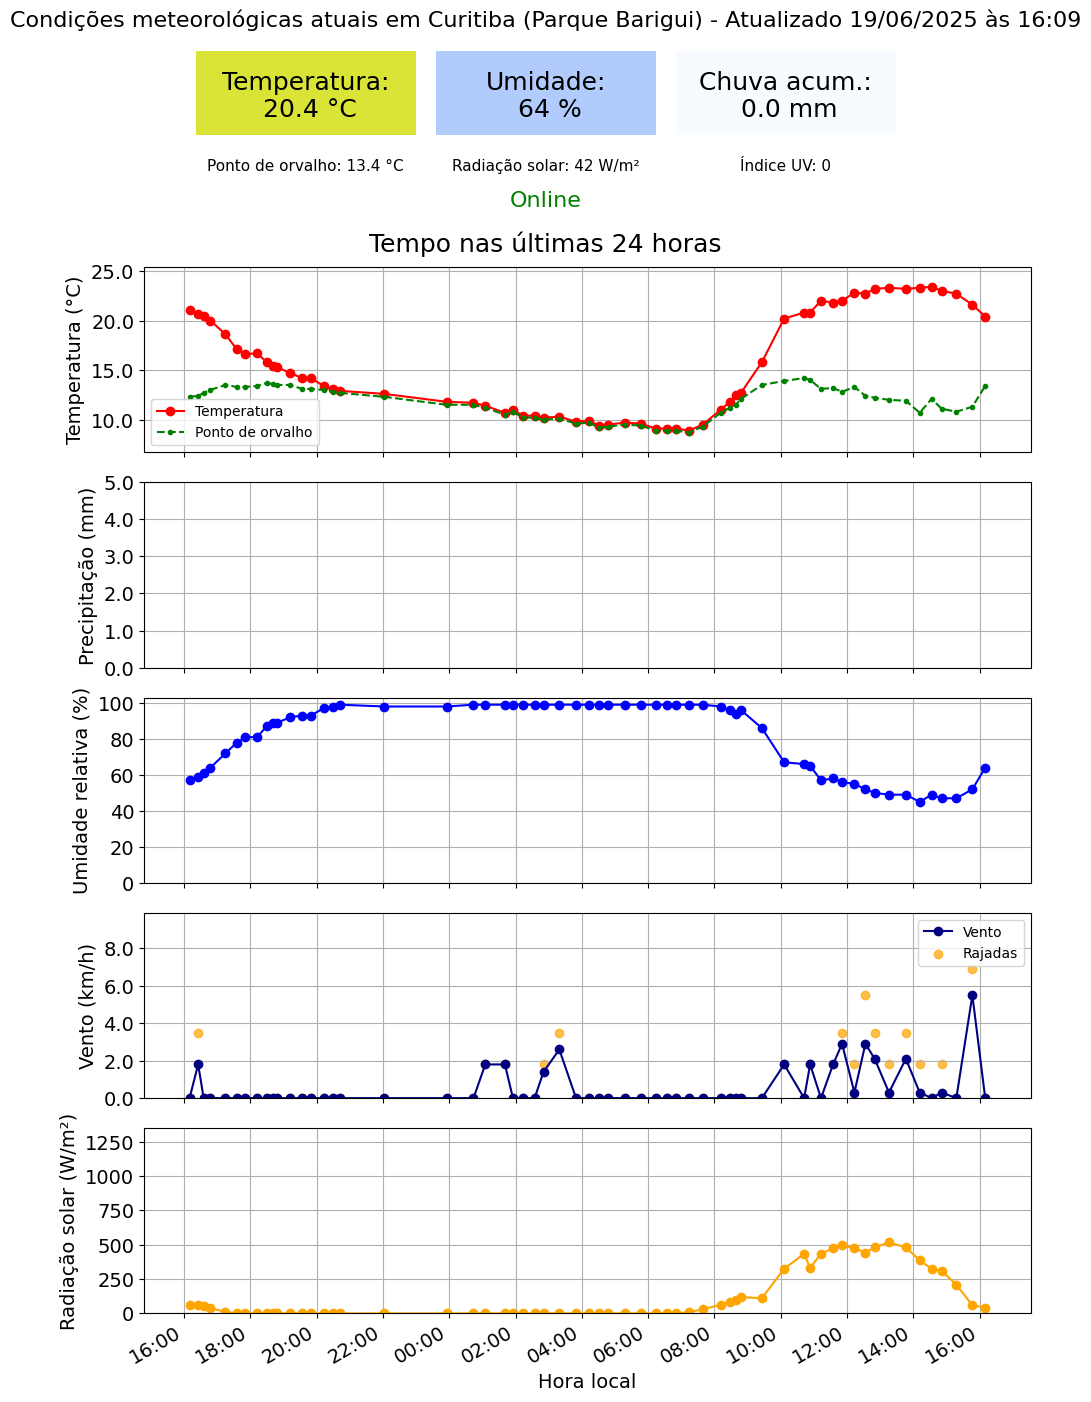 Condições meteorológicas atuais em Curitiba (Parque Barigui) - Atualizado 19/06/2025 às 16:09
Temperatura:
20.4 °C
Umidade:
64 %
Chuva acum.:
0.0 mm
Ponto de orvalho: 13.4 °C
Radiação solar: 42 W/m²
Índice UV: 0
Online
Tempo nas últimas 24 horas
Temperatura (°C)
25.0
20.0
15.0
10.0
Temperatura
Ponto de orvalho
Precipitação (mm)
5.0
4.0
3.0
2.0
1.0
0.0
Umidade relativa (%)
100
80
60
40
20
0
Vento (km/h)
8.0
6.0
4.0
2.0
0.0
Vento
Rajadas
Radiação solar (W/m²)
1250
1000
750
500
250
0
16:00
18:00
20:00
22:00
00:00
02:00
04:00
06:00
08:00
10:00
12:00
14:00
16:00
Hora local